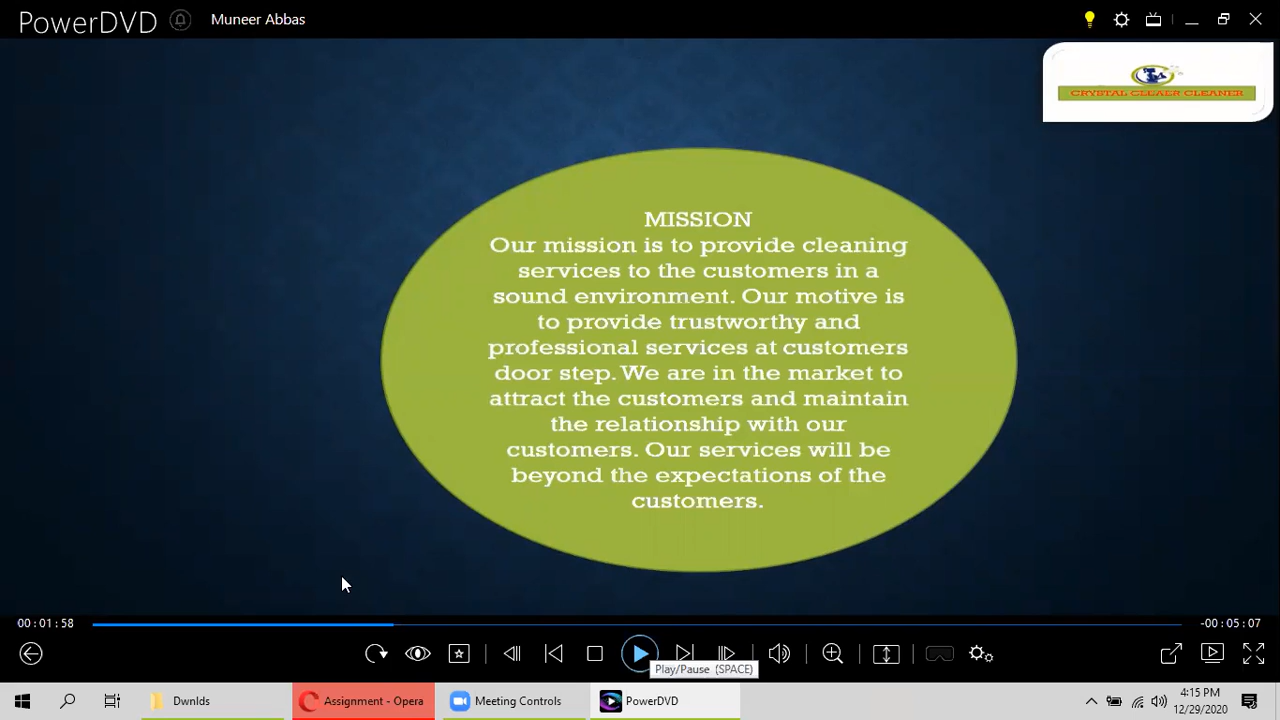 PowerDVD
Muneer Abbas
CRYSTAL CLEAER CLEANER
MISSION
Our mission is to provide cleaning
services to the customers in a
sound environment. Our motive is
to provide trustworthy and
professional services at customers
door step. We are in the market to
attract the customers and maintain
the relationship with our
customers. Our services will be
beyond the expectations of the
customers.
00:01:58
-00:05:07
Play/Pause (SPACE)
Dwnlds
Assignment - Opera
Meeting Controls
PowerDVD
4:15 PM
12/29/2020